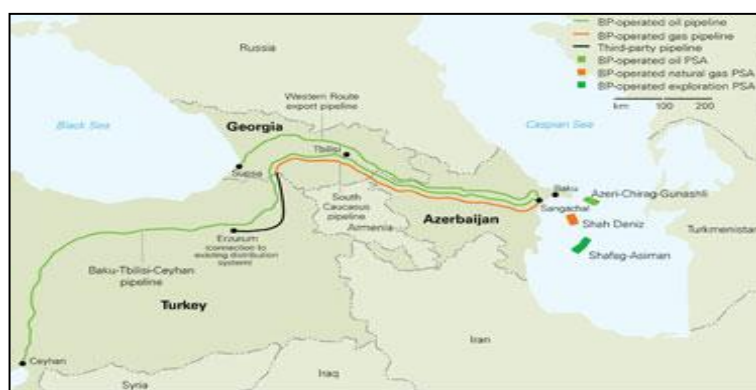 BP-operated oil pipeline
BP-operated gas pipeline
Third-party pipeline
BP-operated oil PSA
BP-operated natural gas PSA
BP-operated exploration PSA
km 100 200
Russia
Western Route
export pipeline
Black Sea
Caspian Sea
Georgia
Tbilisi
Supsa
Baku
Azeri-Chirag-Gunashli
Sangachal
South
Caucasus
pipeline
Azerbaijan
Shah Deniz
Turkmenistan
Armenia
Erzurum
(connection to
existing distribution
system)
Shafag-Asiman
Baku-Tbilisi-Ceyhan
pipeline
Turkey
Iran
Ceyhan
Syria
Iraq